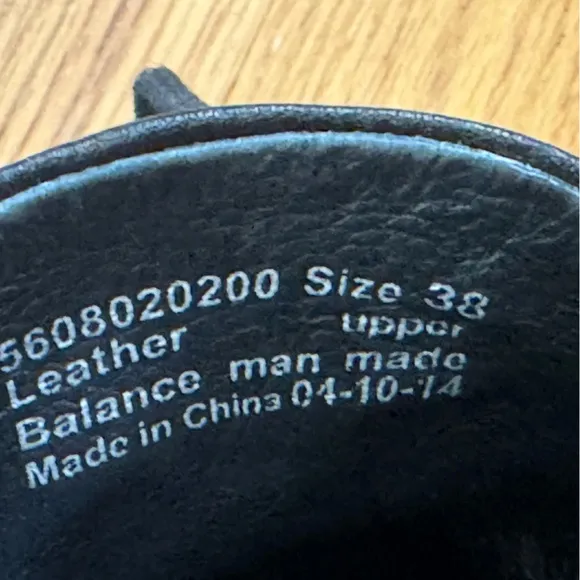 5608020200 Size 38
Leather upper
Balance man made
Made in China 04-10-14